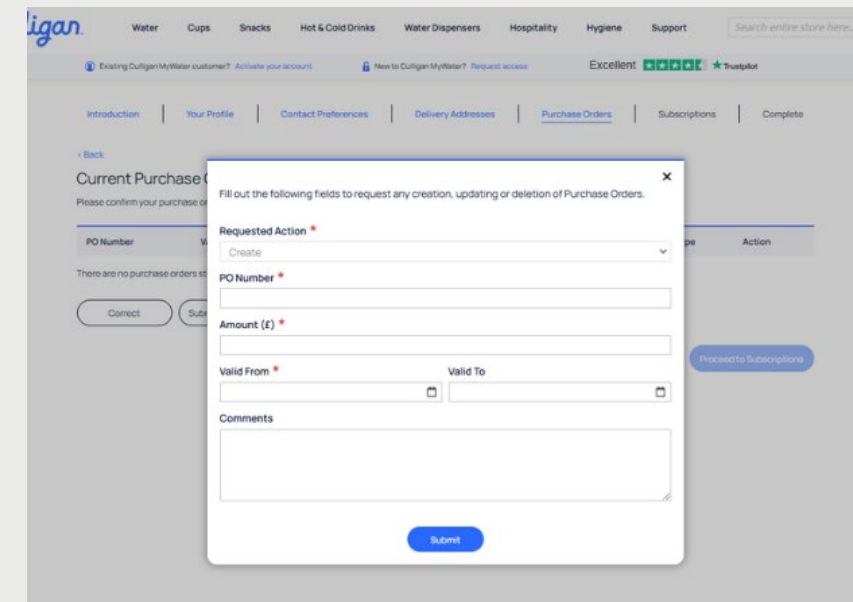 ligan
Water Cups Snacks Hot & Cold Drinks Water Dispensers Hospitality Hygiene Support Search entire store here...
Existing Culligan MyWater customer? Activate your account New to Culligan MyWater? Request access Excellent Trustpilot
Introduction Your Profile Contact Preferences Delivery Addresses Purchase Orders Subscriptions Complete
< Back
Current Purchase
Please confirm your purchase or
PO Number Va pe Action
There are no purchase orders st
Correct Sub
Proceed to Subscriptions
Fill out the following fields to request any creation, updating or deletion of Purchase Orders.
Requested Action *
Create
PO Number *
Amount (£) *
Valid From * Valid To
Comments
Submit